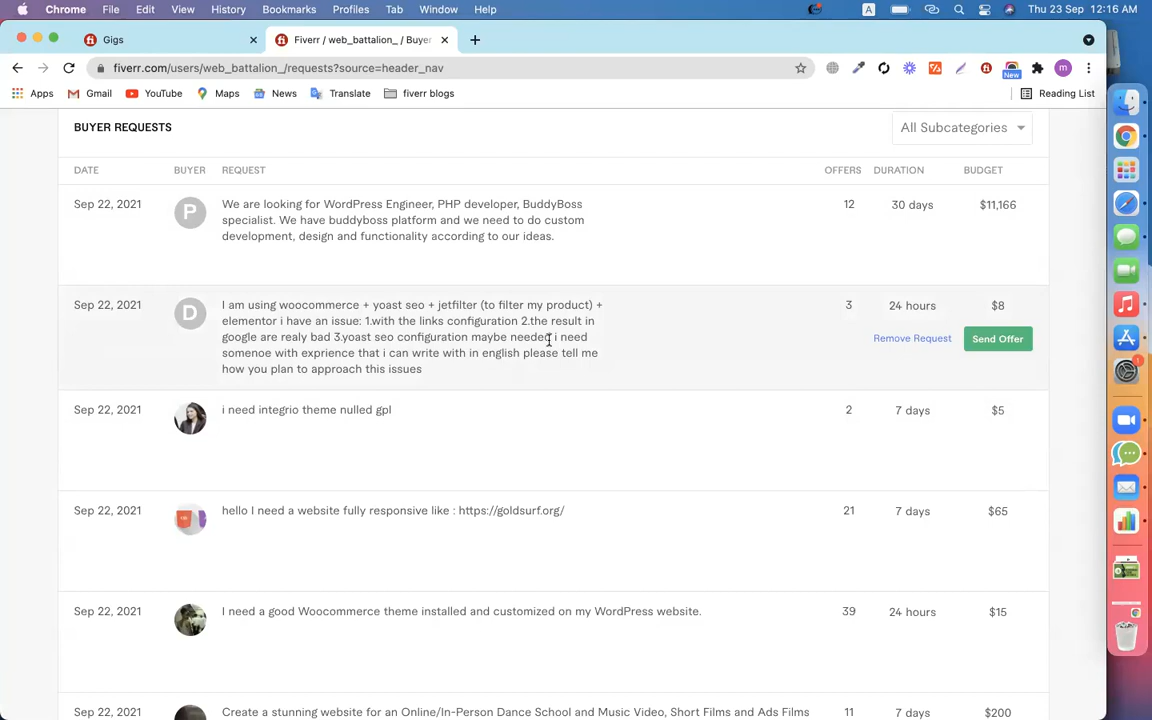 Chrome File Edit View History Bookmarks Profiles Tab Window Help A Thu 23 Sep 12:16 AM
Gigs
Fiverr / web_battalion_ / Buyer
fiverr.com/users/web_battalion_/requests?source=header_nav
New
m
Apps Gmail YouTube Maps News Translate fiverr blogs Reading List
BUYER REQUESTS
All Subcategories
DATE BUYER REQUEST OFFERS DURATION BUDGET
Sep 22, 2021 P We are looking for WordPress Engineer, PHP developer, BuddyBoss 12 30 days $11,166
specialist. We have buddyboss platform and we need to do custom
development, design and functionality according to our ideas.
Sep 22, 2021 D I am using woocommerce + yoast seo + jetfilter (to filter my product) + 3 24 hours $8
elementor i have an issue: 1.with the links configuration 2.the result in
google are realy bad 3.yoast seo configuration maybe needed i need Remove Request Send Offer
somenoe with exprience that i can write with in english please tell me
how you plan to approach this issues
Sep 22, 2021 i need integrio theme nulled gpl 2 7 days $5
Sep 22, 2021 hello I need a website fully responsive like : https://goldsurf.org/ 21 7 days $65
Sep 22, 2021 I need a good Woocommerce theme installed and customized on my WordPress website. 39 24 hours $15
Sep 22, 2021 Create a stunning website for an Online/In-Person Dance School and Music Video, Short Films and Ads Films 11 7 days $200